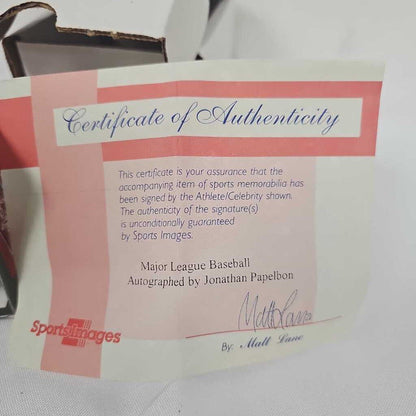 Certificate of Authenticity
This certificate is your assurance that the
accompanying item of sports memorabilia has
been signed by the Athlete/Celebrity shown.
The authenticity of the signature(s)
is unconditionally guaranteed
by Sports Images.
Major League Baseball
Autographed by Jonathan Papelbon
Matt Lane
SportsImages
By: Matt Lane